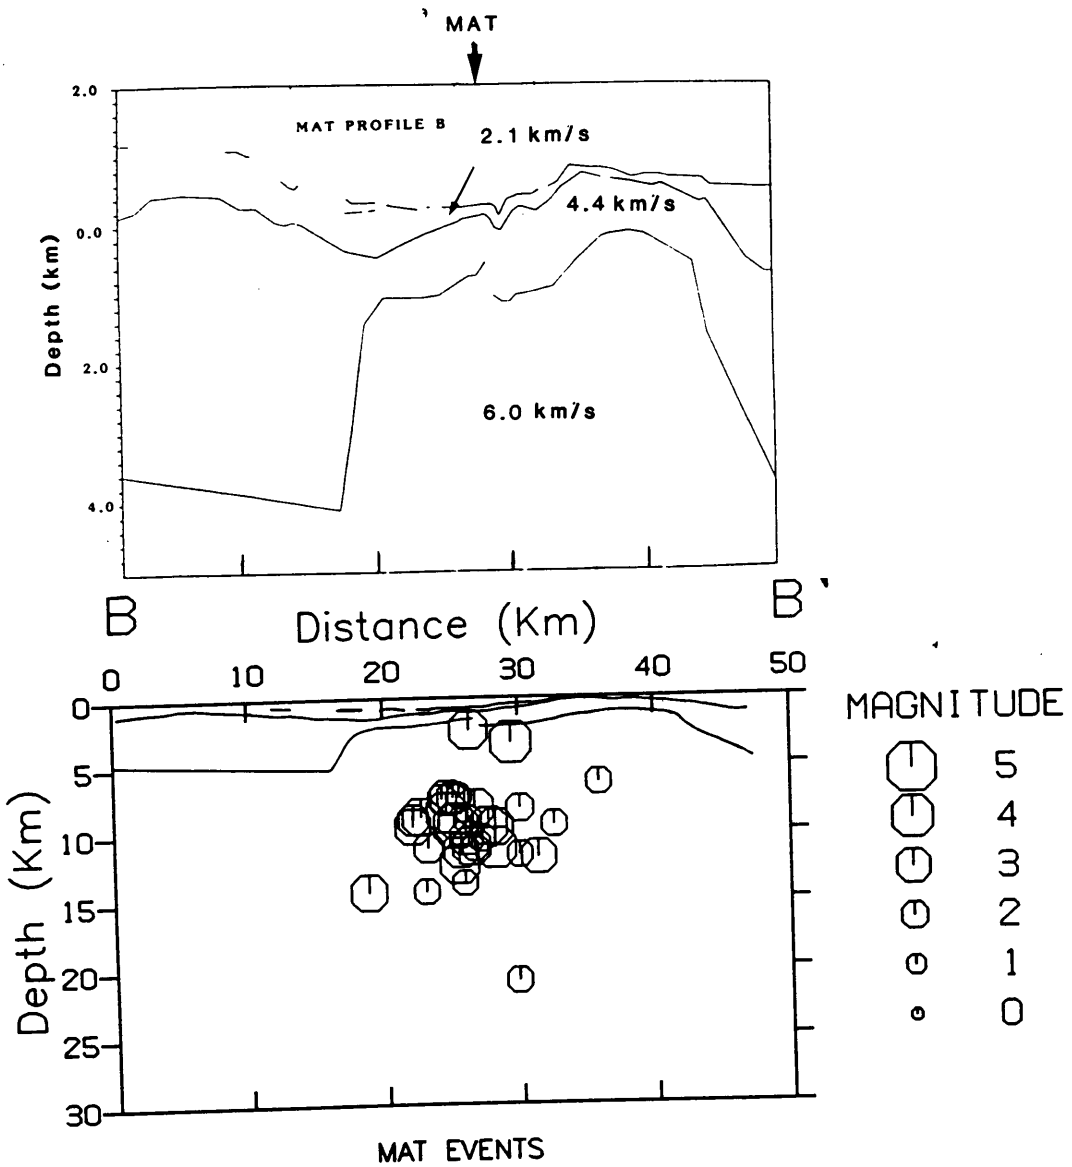 MAT
2.0
MAT PROFILE B
2.1 km/s
4.4 km/s
0.0
Depth (km)
2.0
6.0 km/s
4.0
B
B'
Distance (Km)
0 10 20 30 40 50
0
5
10
15
20
25
30
Depth (Km)
MAGNITUDE
5
4
3
2
1
0
MAT EVENTS